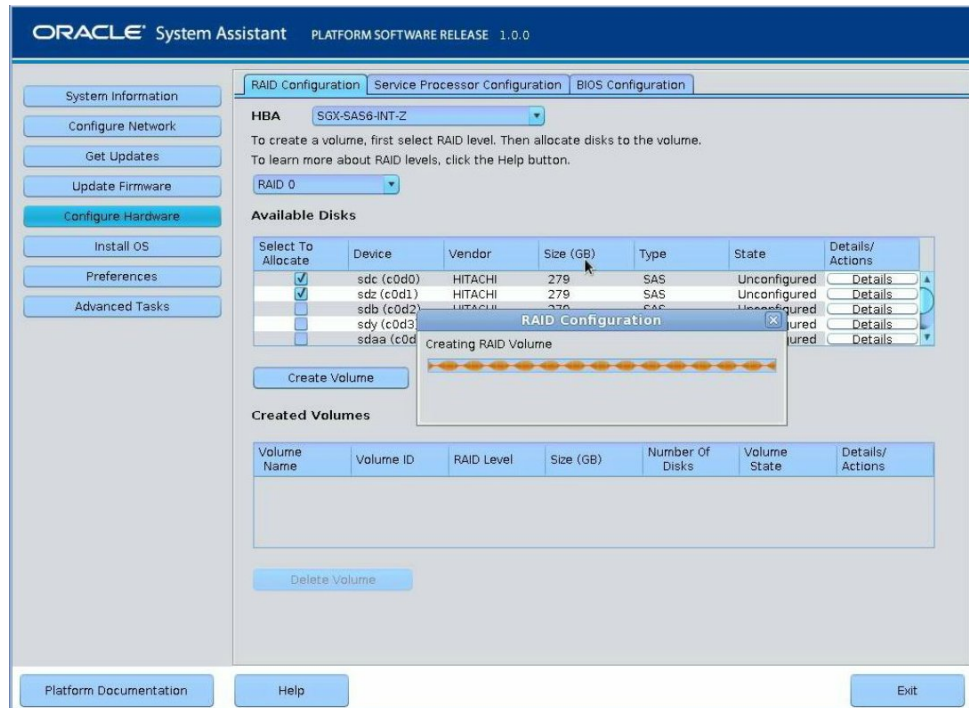 ORACLE System Assistant PLATFORM SOFTWARE RELEASE 1.0.0
System Information
Configure Network
Get Updates
Update Firmware
Configure Hardware
Install OS
Preferences
Advanced Tasks
RAID Configuration Service Processor Configuration BIOS Configuration
HBA SGX-SAS6-INT-Z
To create a volume, first select RAID level. Then allocate disks to the volume.
To learn more about RAID levels, click the Help button.
RAID 0
Available Disks
Select To Allocate Device Vendor Size (GB) Type State Details/ Actions
sdc (c0d0) HITACHI 279 SAS Unconfigured Details
sdz (c0d1) HITACHI 279 SAS Unconfigured Details
sdb (c0d2) HITACHI 279 SAS Unconfigured Details
sdy (c0d3 Details
sdaa (c0d Details
RAID Configuration
Creating RAID Volume
Create Volume
Created Volumes
Volume Name Volume ID RAID Level Size (GB) Number Of Disks Volume State Details/ Actions
Delete Volume
Platform Documentation Help Exit